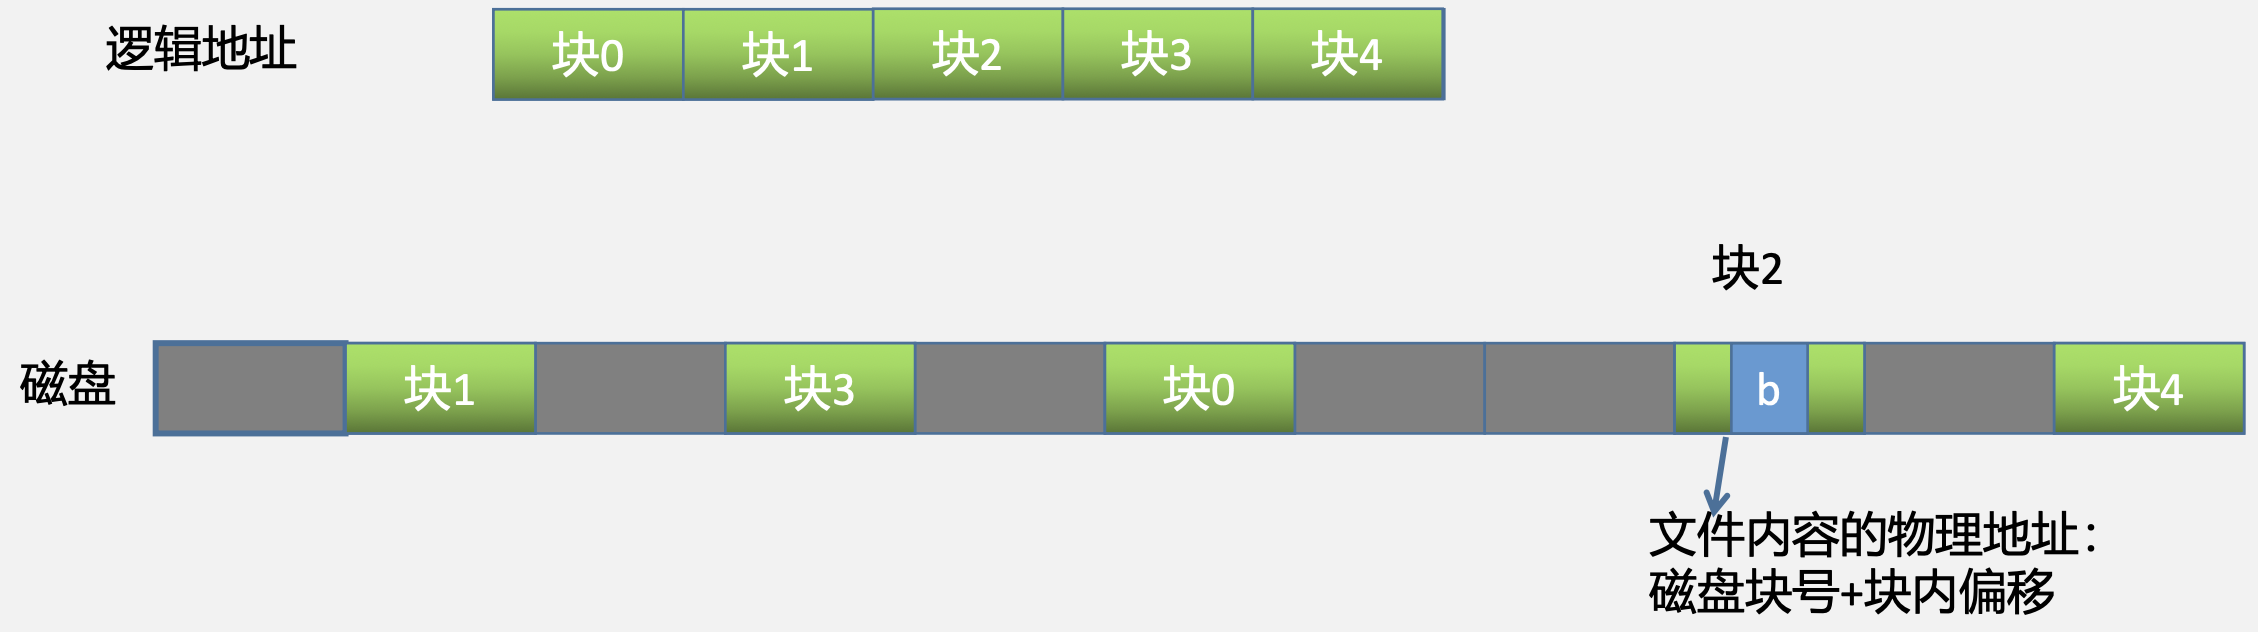 逻辑地址
块0 块1 块2 块3 块4
块2
磁盘
块1 块3 块0 b 块4
文件内容的物理地址：
磁盘块号+块内偏移